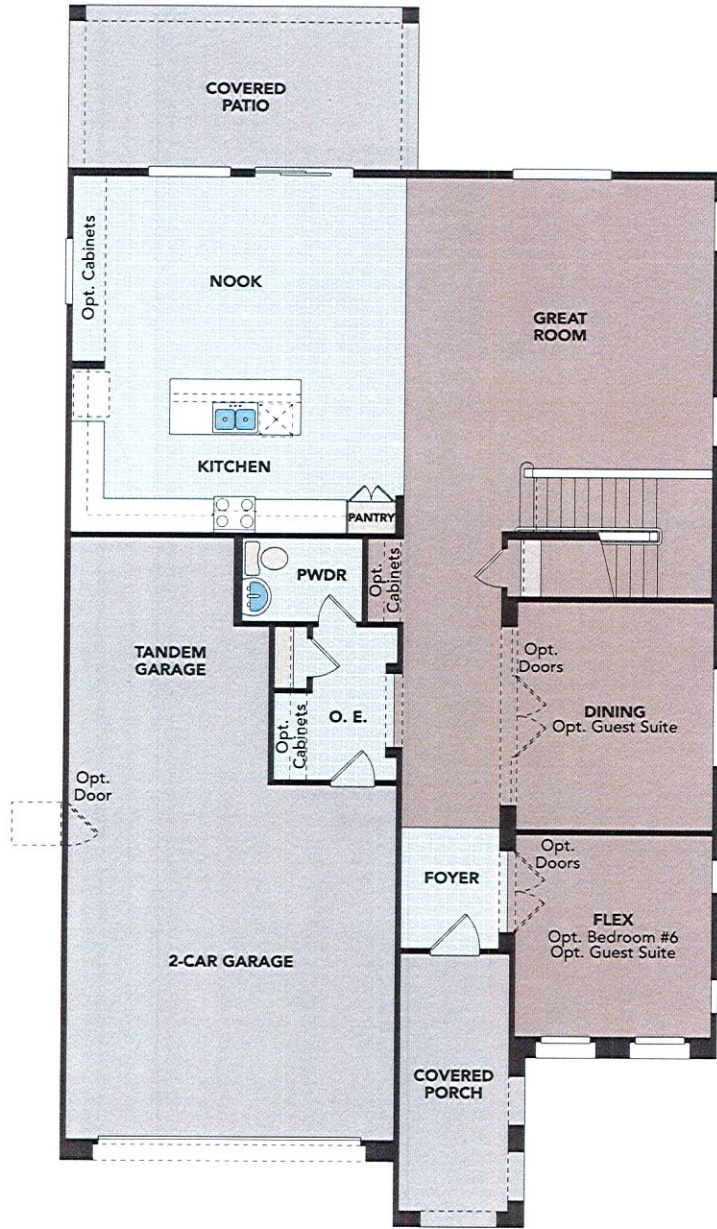 COVERED
PATIO
Opt. Cabinets
NOOK
GREAT
ROOM
KITCHEN
PANTRY
PWDR
Opt.
Cabinets
TANDEM
GARAGE
Opt.
Doors
O. E.
Opt.
Cabinets
DINING
Opt. Guest Suite
Opt.
Door
Opt.
Doors
FOYER
FLEX
Opt. Bedroom #6
Opt. Guest Suite
2-CAR GARAGE
COVERED
PORCH